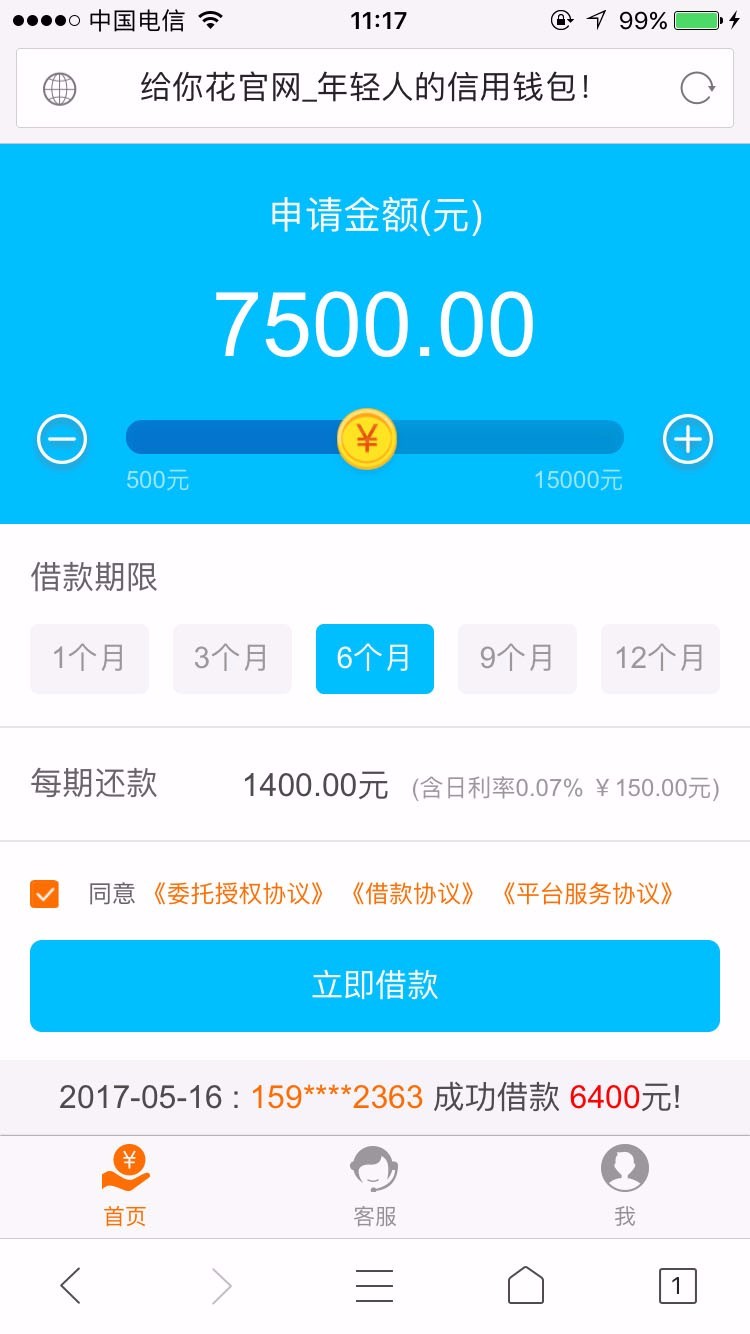 中国电信 11:17 99%
给你花官网_年轻人的信用钱包！
申请金额(元)
7500.00
¥
500元 15000元
借款期限
1个月 3个月 6个月 9个月 12个月
每期还款 1400.00元 (含日利率0.07% ￥150.00元)
同意 《委托授权协议》 《借款协议》 《平台服务协议》
立即借款
2017-05-16 : 159****2363 成功借款 6400元!
¥
首页 客服 我
1